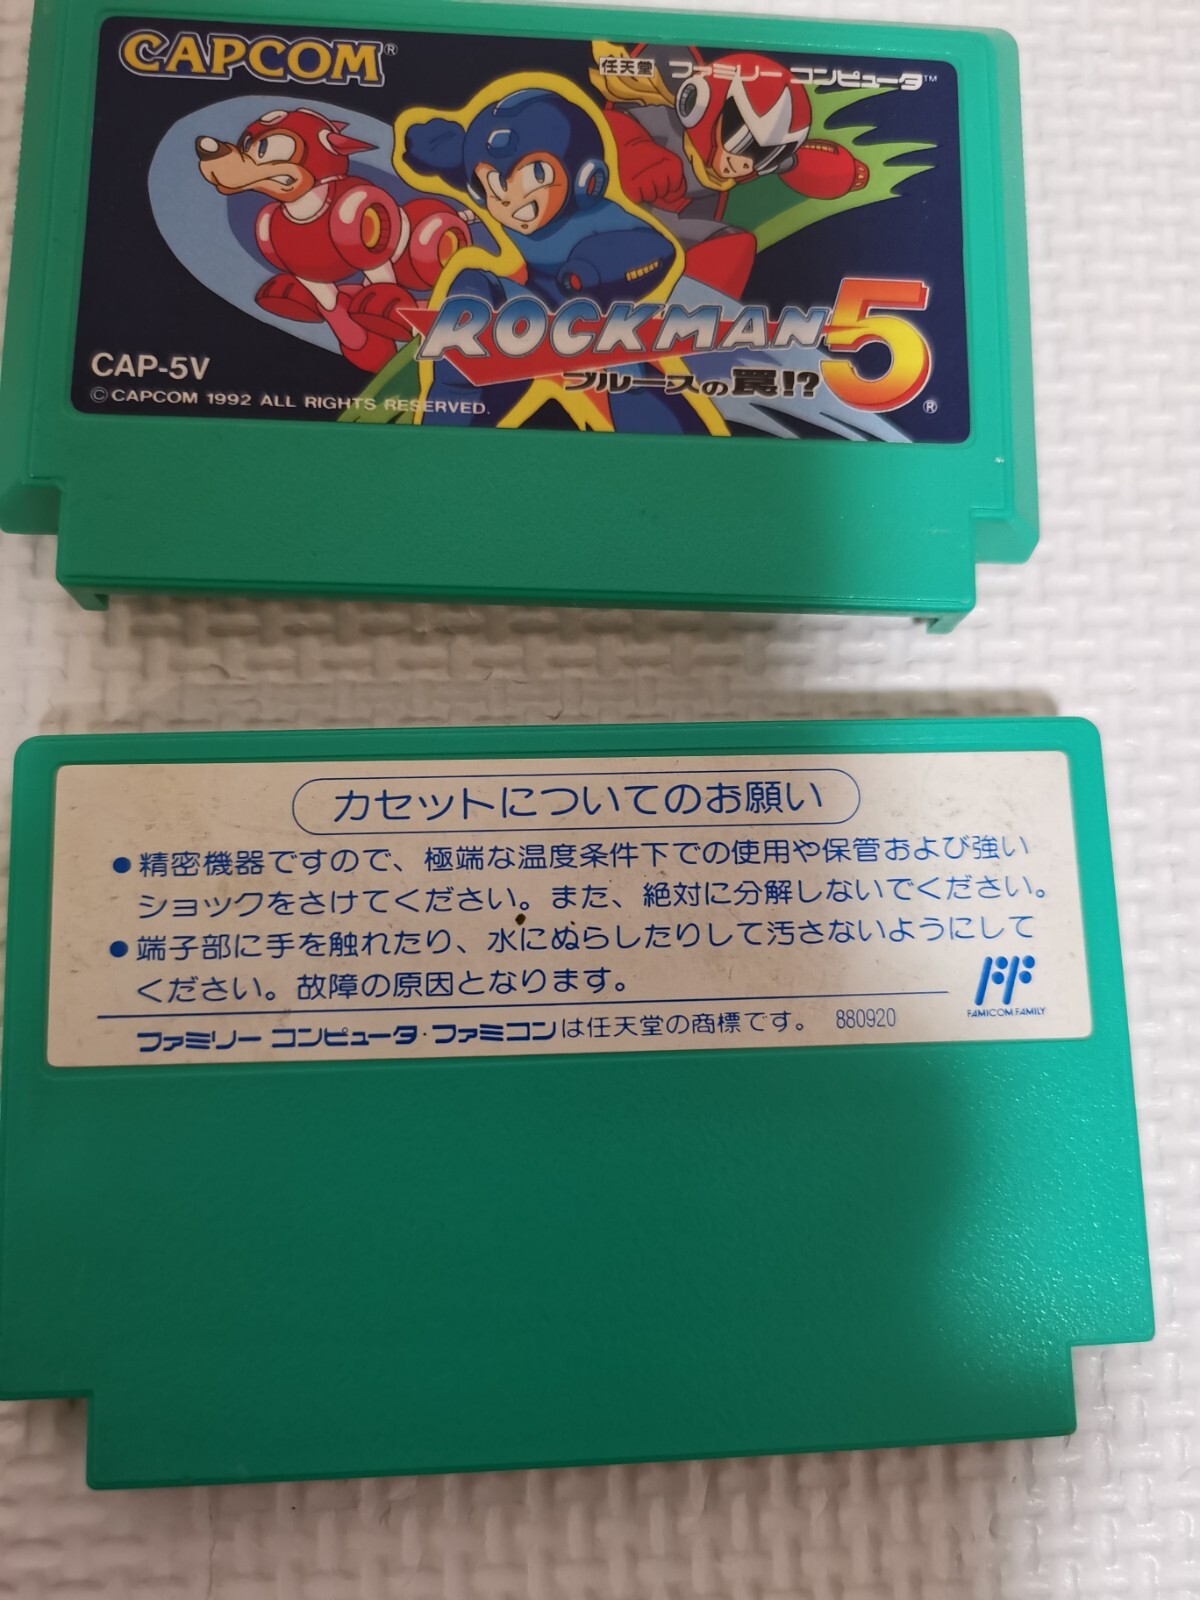 CAPCOM®
任天堂 ファミリー コンピュータ™
ROCKMAN 5
ブルースの罠!?
®
CAP-5V
©CAPCOM 1992 ALL RIGHTS RESERVED.
カセットについてのお願い
●精密機器ですので、極端な温度条件下での使用や保管および強い
ショックをさけてください。また、絶対に分解しないでください。
●端子部に手を触れたり、水にぬらしたりして汚さないようにして
ください。故障の原因となります。
FF
FAMICOM FAMILY
ファミリー コンピュータ・ファミコンは任天堂の商標です。 880920